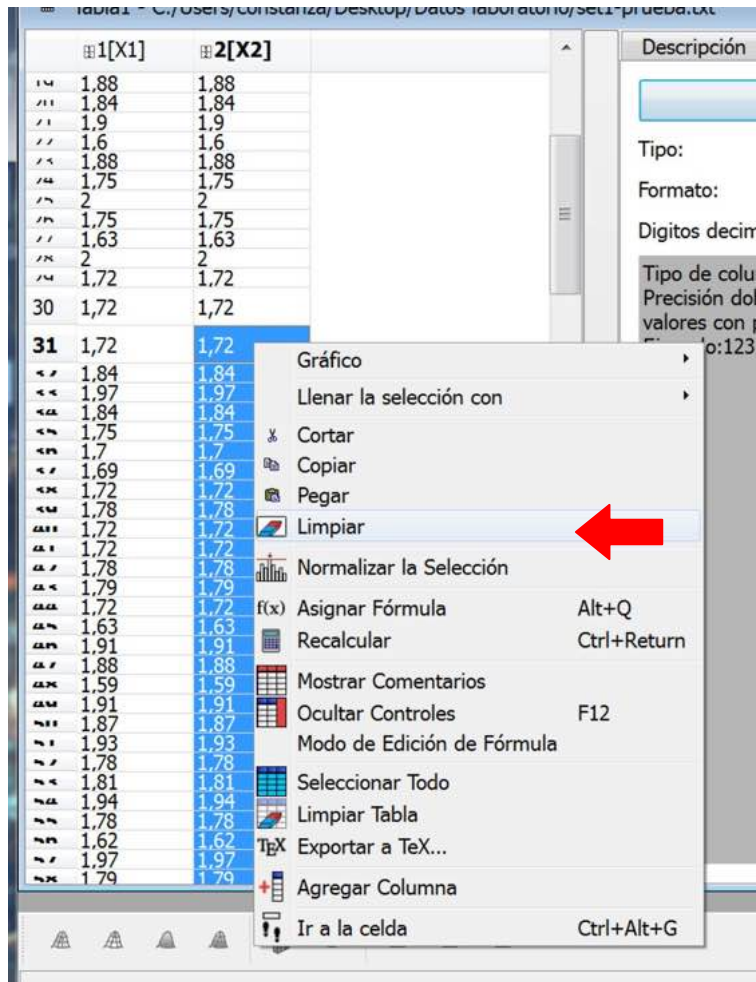 Tabla1 - C:/Users/Constanza/Desktop/Datos laboratorio/set1-prueba.txt
1[X1] 2[X2]
Descripción
1,88 1,88
1,84 1,84
1,9 1,9
1,6 1,6
1,88 1,88
1,75 1,75
2 2
1,75 1,75
1,63 1,63
2 2
1,72 1,72
30 1,72 1,72
31 1,72 1,72
1,84 1,84
1,97 1,97
1,84 1,84
1,75 1,75
1,7 1,7
1,69 1,69
1,72 1,72
1,78 1,78
1,72 1,72
1,72 1,72
1,78 1,78
1,79 1,79
1,72 1,72
1,63 1,63
1,91 1,91
1,88 1,88
1,59 1,59
1,91 1,91
1,87 1,87
1,93 1,93
1,78 1,78
1,81 1,81
1,94 1,94
1,78 1,78
1,62 1,62
1,97 1,97
1,79 1,79
Tipo:
Formato:
Digitos decim
Tipo de colu
Precisión dol
valores con p
o:123
Gráfico
Llenar la selección con
Cortar
Copiar
Pegar
Limpiar
Normalizar la Selección
f(x) Asignar Fórmula Alt+Q
Recalcular Ctrl+Return
Mostrar Comentarios
Ocultar Controles F12
Modo de Edición de Fórmula
Seleccionar Todo
Limpiar Tabla
TEX Exportar a TeX...
Agregar Columna
Ir a la celda Ctrl+Alt+G